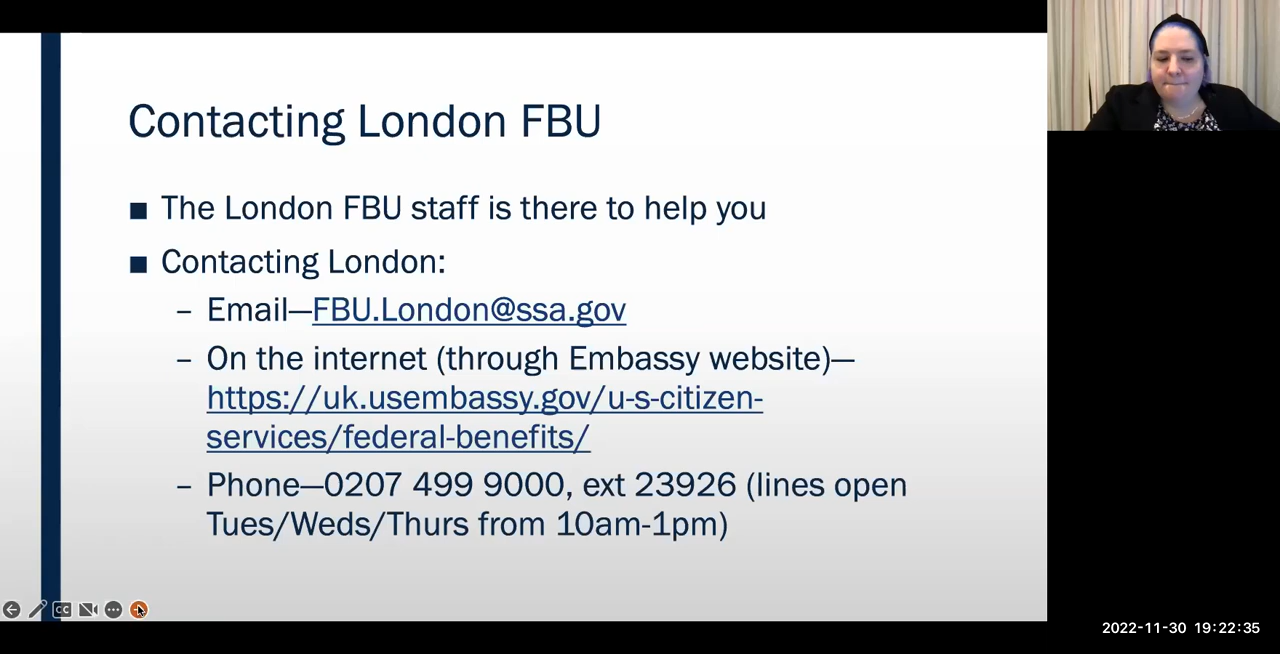 Contacting London FBU
■ The London FBU staff is there to help you
■ Contacting London:
– Email—FBU.London@ssa.gov
– On the internet (through Embassy website)—
https://uk.usembassy.gov/u-s-citizen-
services/federal-benefits/
– Phone—0207 499 9000, ext 23926 (lines open
Tues/Weds/Thurs from 10am-1pm)
CC
2022-11-30 19:22:35